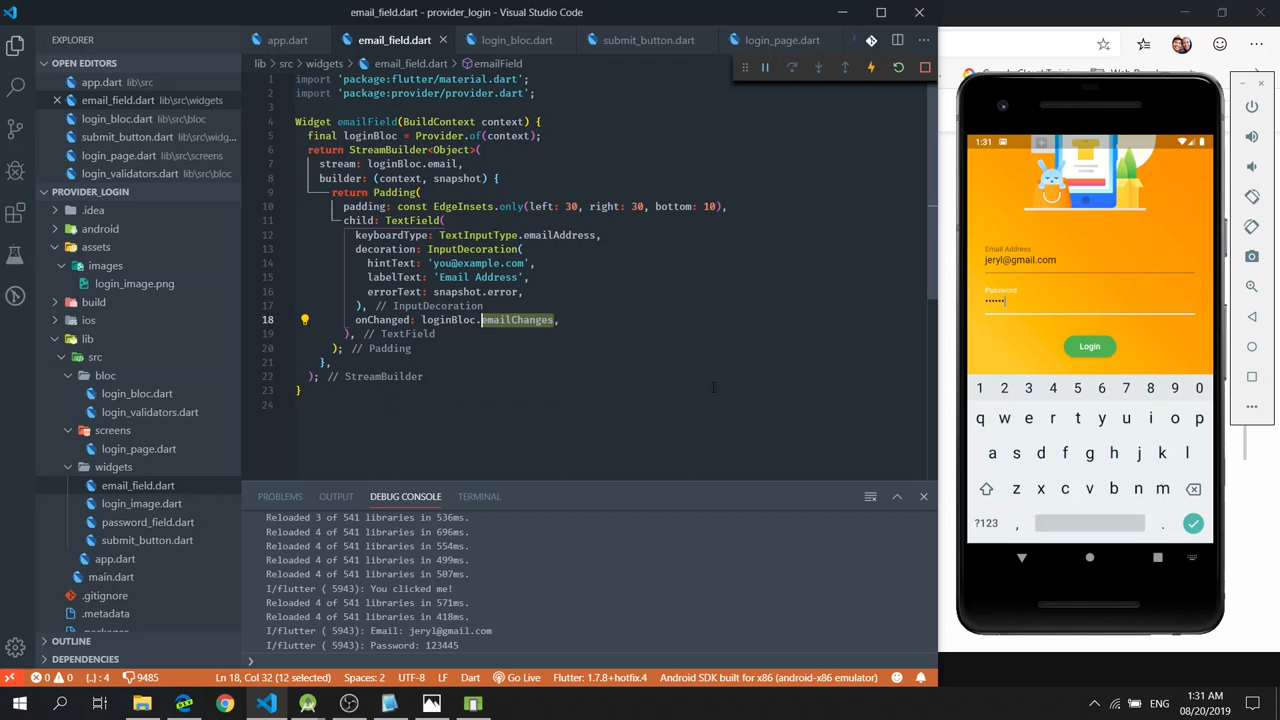 email_field.dart - provider_login - Visual Studio Code
EXPLORER
OPEN EDITORS
app.dart lib\src
email_field.dart lib\src\widgets
login_bloc.dart lib\src\bloc
submit_button.dart lib\src\widg...
login_page.dart lib\src\screens
login_validators.dart lib\src\bloc
PROVIDER_LOGIN
.idea
android
assets
images
login_image.png
build
ios
lib
src
bloc
login_bloc.dart
login_validators.dart
screens
login_page.dart
widgets
email_field.dart
login_image.dart
password_field.dart
submit_button.dart
app.dart
main.dart
.gitignore
.metadata
.packages
OUTLINE
DEPENDENCIES
app.dart
email_field.dart
login_bloc.dart
submit_button.dart
login_page.dart
lib > src > widgets > email_field.dart > emailField
1 import 'package:flutter/material.dart';
2 import 'package:provider/provider.dart';
3
4 Widget emailField(BuildContext context) {
5 final loginBloc = Provider.of(context);
6 return StreamBuilder<Object>(
7 stream: loginBloc.email,
8 builder: (context, snapshot) {
9 return Padding(
10 padding: const EdgeInsets.only(left: 30, right: 30, bottom: 10),
11 child: TextField(
12 keyboardType: TextInputType.emailAddress,
13 decoration: InputDecoration(
14 hintText: 'you@example.com',
15 labelText: 'Email Address',
16 errorText: snapshot.error,
17 ), // InputDecoration
18 onChanged: loginBloc.emailChanges,
19 ), // TextField
20 ); // Padding
21 },
22 ); // StreamBuilder
23 }
24
PROBLEMS OUTPUT DEBUG CONSOLE TERMINAL
Reloaded 3 of 541 libraries in 536ms.
Reloaded 4 of 541 libraries in 696ms.
Reloaded 4 of 541 libraries in 554ms.
Reloaded 4 of 541 libraries in 499ms.
Reloaded 4 of 541 libraries in 507ms.
I/flutter ( 5943): You clicked me!
Reloaded 4 of 541 libraries in 571ms.
Reloaded 4 of 541 libraries in 418ms.
I/flutter ( 5943): Email: jeryl@gmail.com
I/flutter ( 5943): Password: 123445
0 0 {..} : 4 9485 Ln 18, Col 32 (12 selected) Spaces: 2 UTF-8 LF Dart Go Live Flutter: 1.7.8+hotfix.4 Android SDK built for x86 (android-x86 emulator)
1:31
Email Address
jeryl@gmail.com
Password
••••••
Login
1 2 3 4 5 6 7 8 9 0
q w e r t y u i o p
a s d f g h j k l
z x c v b n m
?123 , .
ENG
1:31 AM
08/20/2019